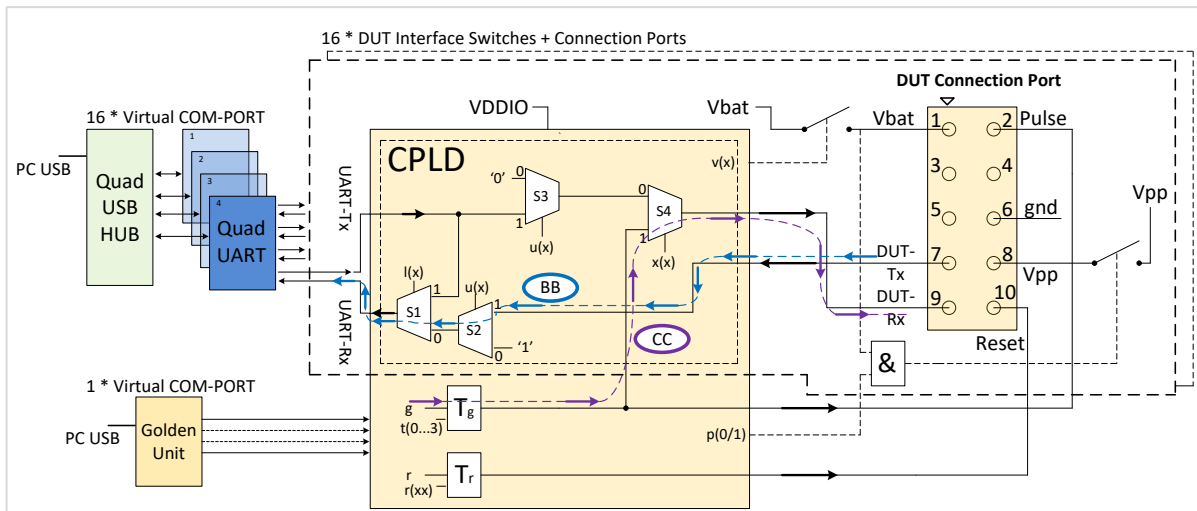 16 * DUT Interface Switches + Connection Ports
DUT Connection Port
VDDIO
Vbat
Vbat
1
2
Pulse
16 * Virtual COM-PORT
PC USB
Quad
USB
HUB
1
2
3
4
Quad
UART
UART-Tx
UART-Rx
CPLD
'0'
0
S3
1
u(x)
0
S4
1
x(x)
v(x)
3
4
5
6
gnd
Vpp
DUT-
Tx
7
8
Vpp
DUT-
Rx
9
10
Reset
l(x)
1
S1
0
u(x)
1
S2
0
'1'
BB
CC
&
1 * Virtual COM-PORT
PC USB
Golden
Unit
g
t(0...3)
Tg
p(0/1)
r
r(xx)
Tr